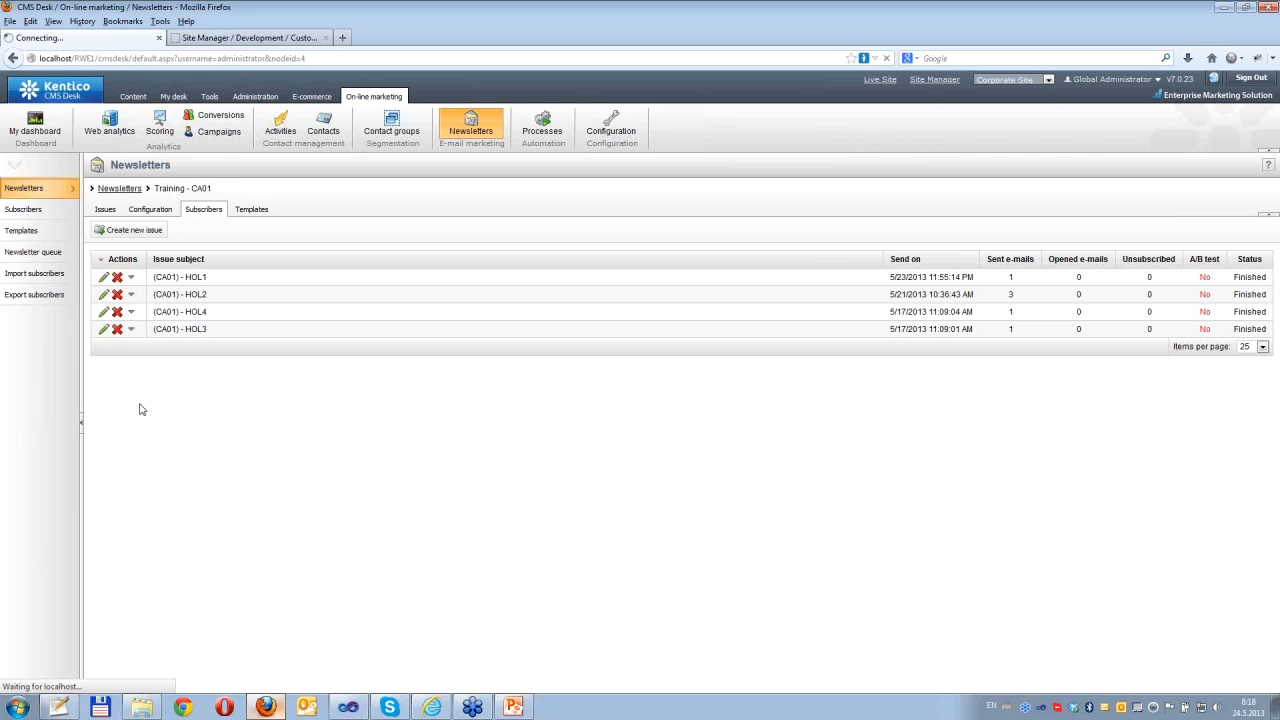 CMS Desk / On-line marketing / Newsletters - Mozilla Firefox
File Edit View History Bookmarks Tools Help
Connecting... Site Manager / Development / Custo...
localhost/RWE1/cmsdesk/default.aspx?username=administrator&nodeid=4 Google
Kentico CMS Desk
Live Site Site Manager Corporate Site Global Administrator v7.0.23 Sign Out
Content My desk Tools Administration E-commerce On-line marketing
Enterprise Marketing Solution
My dashboard Web analytics Scoring Conversions Campaigns Activities Contacts Contact groups Newsletters Processes Configuration
Dashboard Analytics Contact management Segmentation E-mail marketing Automation Configuration
Newsletters
Subscribers
Templates
Newsletter queue
Import subscribers
Export subscribers
Newsletters ?
Newsletters Training - CA01
Issues Configuration Subscribers Templates
Create new issue
Actions Issue subject Send on Sent e-mails Opened e-mails Unsubscribed A/B test Status
(CA01) - HOL1 5/23/2013 11:55:14 PM 1 0 0 No Finished
(CA01) - HOL2 5/21/2013 10:36:43 AM 3 0 0 No Finished
(CA01) - HOL4 5/17/2013 11:09:04 AM 1 0 0 No Finished
(CA01) - HOL3 5/17/2013 11:09:01 AM 1 0 0 No Finished
Items per page: 25
Waiting for localhost...
EN 8:18
24.5.2013